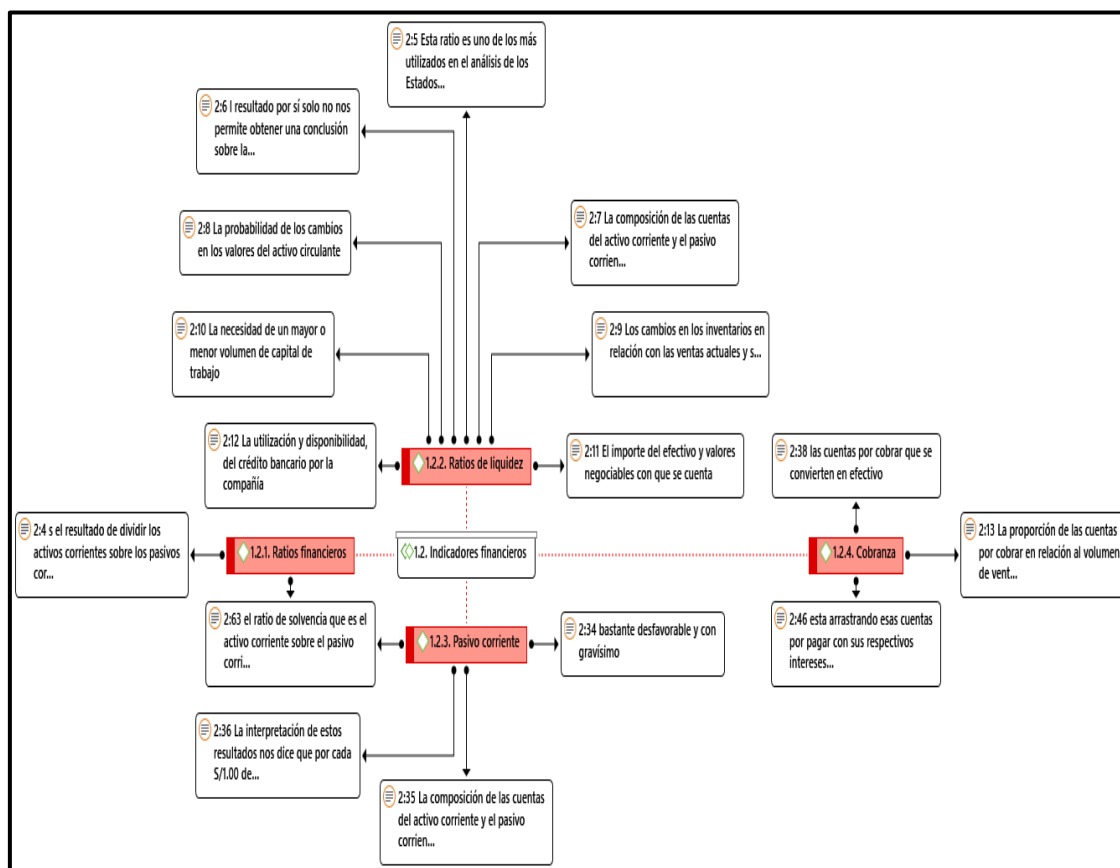 2:5 Esta ratio es uno de los más
utilizados en el análisis de los
Estados...
2:6 l resultado por sí solo no nos
permite obtener una conclusión
sobre la...
2:8 La probabilidad de los cambios
en los valores del activo circulante
2:7 La composición de las cuentas
del activo corriente y el pasivo
corrien...
2:10 La necesidad de un mayor o
menor volumen de capital de
trabajo
2:9 Los cambios en los inventarios en
relación con las ventas actuales y s...
2:12 La utilización y disponibilidad,
del crédito bancario por la
compañía
1.2.2. Ratios de liquidez
2:11 El importe del efectivo y valores
negociables con que se cuenta
2:38 las cuentas por cobrar que se
convierten en efectivo
2:4 s el resultado de dividir los
activos corrientes sobre los pasivos
cor...
1.2.1. Ratios financieros
1.2. Indicadores financieros
1.2.4. Cobranza
2:13 La proporción de las cuentas
por cobrar en relación al volumen
de vent...
2:63 el ratio de solvencia que es el
activo corriente sobre el pasivo
corri...
1.2.3. Pasivo corriente
2:34 bastante desfavorable y con
gravísimo
2:46 esta arrastrando esas cuentas
por pagar con sus respectivos
intereses...
2:36 La interpretación de estos
resultados nos dice que por cada
S/1.00 de...
2:35 La composición de las cuentas
del activo corriente y el pasivo
corrien...